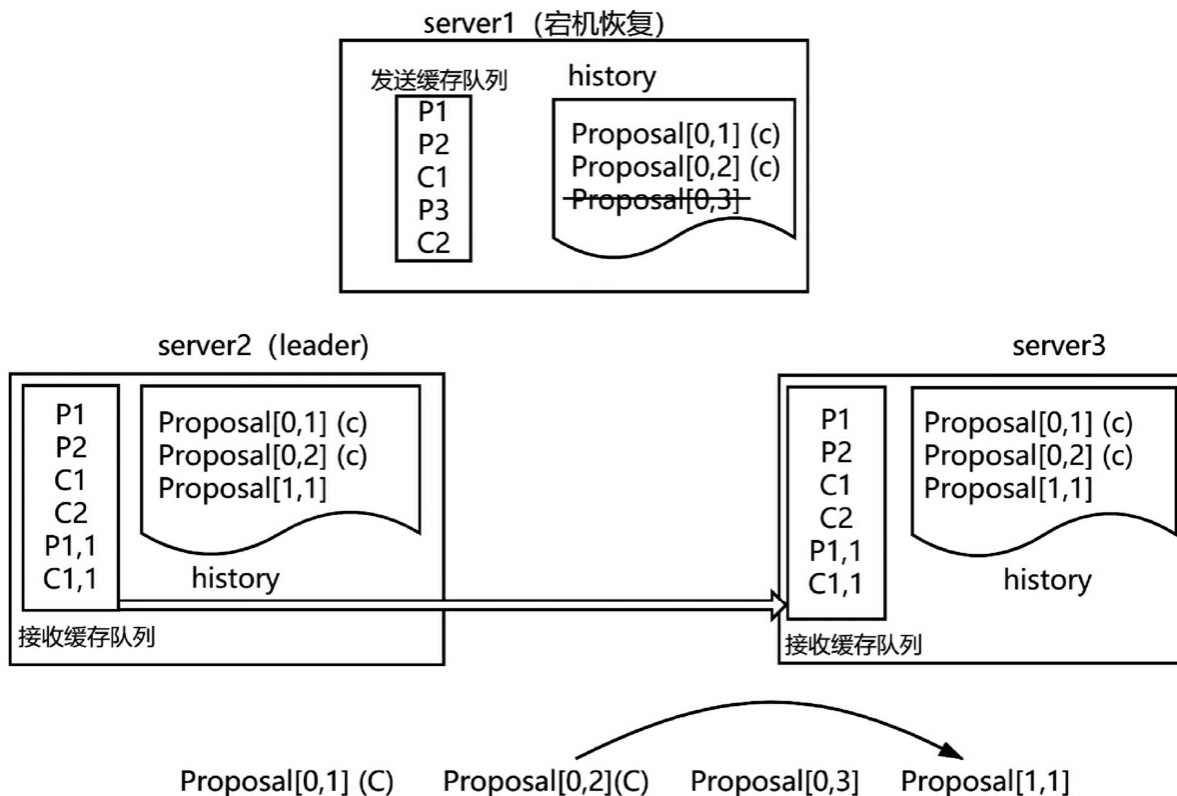 server1（宕机恢复）
发送缓存队列
P1
P2
C1
P3
C2
history
Proposal[0,1] (c)
Proposal[0,2] (c)
Proposal[0,3]
server2（leader）
P1
P2
C1
C2
P1,1
C1,1
接收缓存队列
Proposal[0,1] (c)
Proposal[0,2] (c)
Proposal[1,1]
history
server3
P1
P2
C1
C2
P1,1
C1,1
接收缓存队列
Proposal[0,1] (c)
Proposal[0,2] (c)
Proposal[1,1]
history
Proposal[0,1] (C) Proposal[0,2](C) Proposal[0,3] Proposal[1,1]